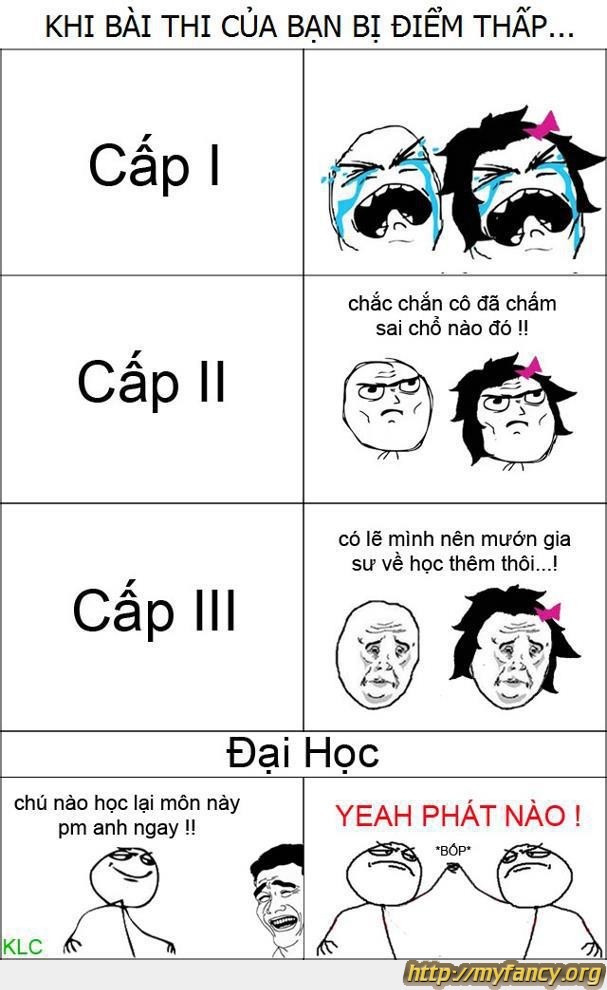 KHI BÀI THI CỦA BẠN BỊ ĐIỂM THẤP...
Cấp I
Cấp II
chắc chắn cô đã chấm
sai chổ nào đó !!
Cấp III
có lẽ mình nên mướn gia
sư về học thêm thôi...!
Đại Học
chú nào học lại môn này
pm anh ngay !!
YEAH PHÁT NÀO !
*BỐP*
KLC
http://myfancy.org